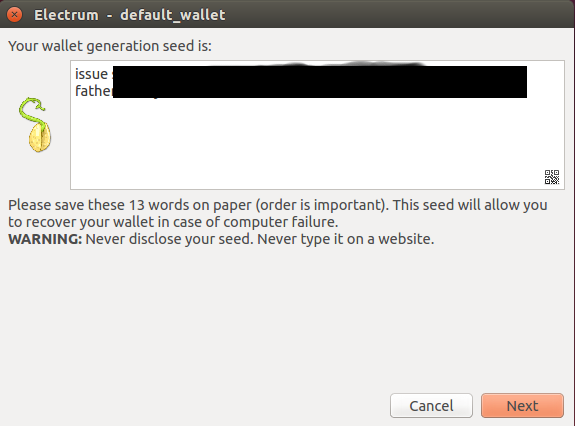 Electrum - default_wallet
Your wallet generation seed is:
issue
father
Please save these 13 words on paper (order is important). This seed will allow you
to recover your wallet in case of computer failure.
WARNING: Never disclose your seed. Never type it on a website.
Cancel Next